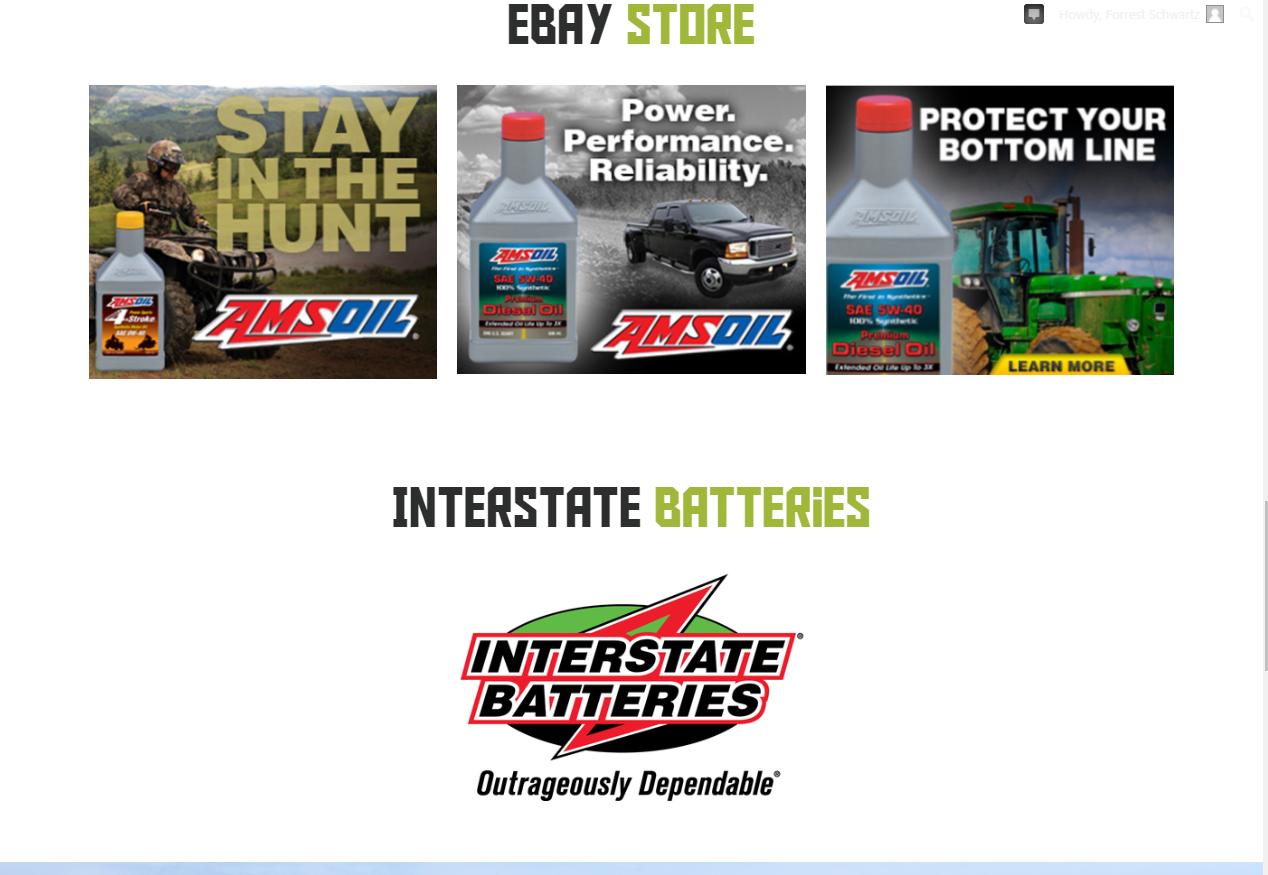 EBAY STORE
Howdy, Forrest Schwartz
STAY
IN THE
HUNT
AMSOIL
4-Stroke
SAE 0W-40
AMSOIL®
Power.
Performance.
Reliability.
AMSOIL
AMSOIL
The First in Synthetics
SAE 5W-40
100% Synthetic
Premium
Diesel Oil
Extended Oil Life Up To 3X
AMSOIL®
PROTECT YOUR
BOTTOM LINE
AMSOIL
AMSOIL
The First in Synthetics
SAE 5W-40
100% Synthetic
Premium
Diesel Oil
Extended Oil Life Up To 3X
LEARN MORE
INTERSTATE BATTERiES
INTERSTATE®
BATTERIES
Outrageously Dependable®